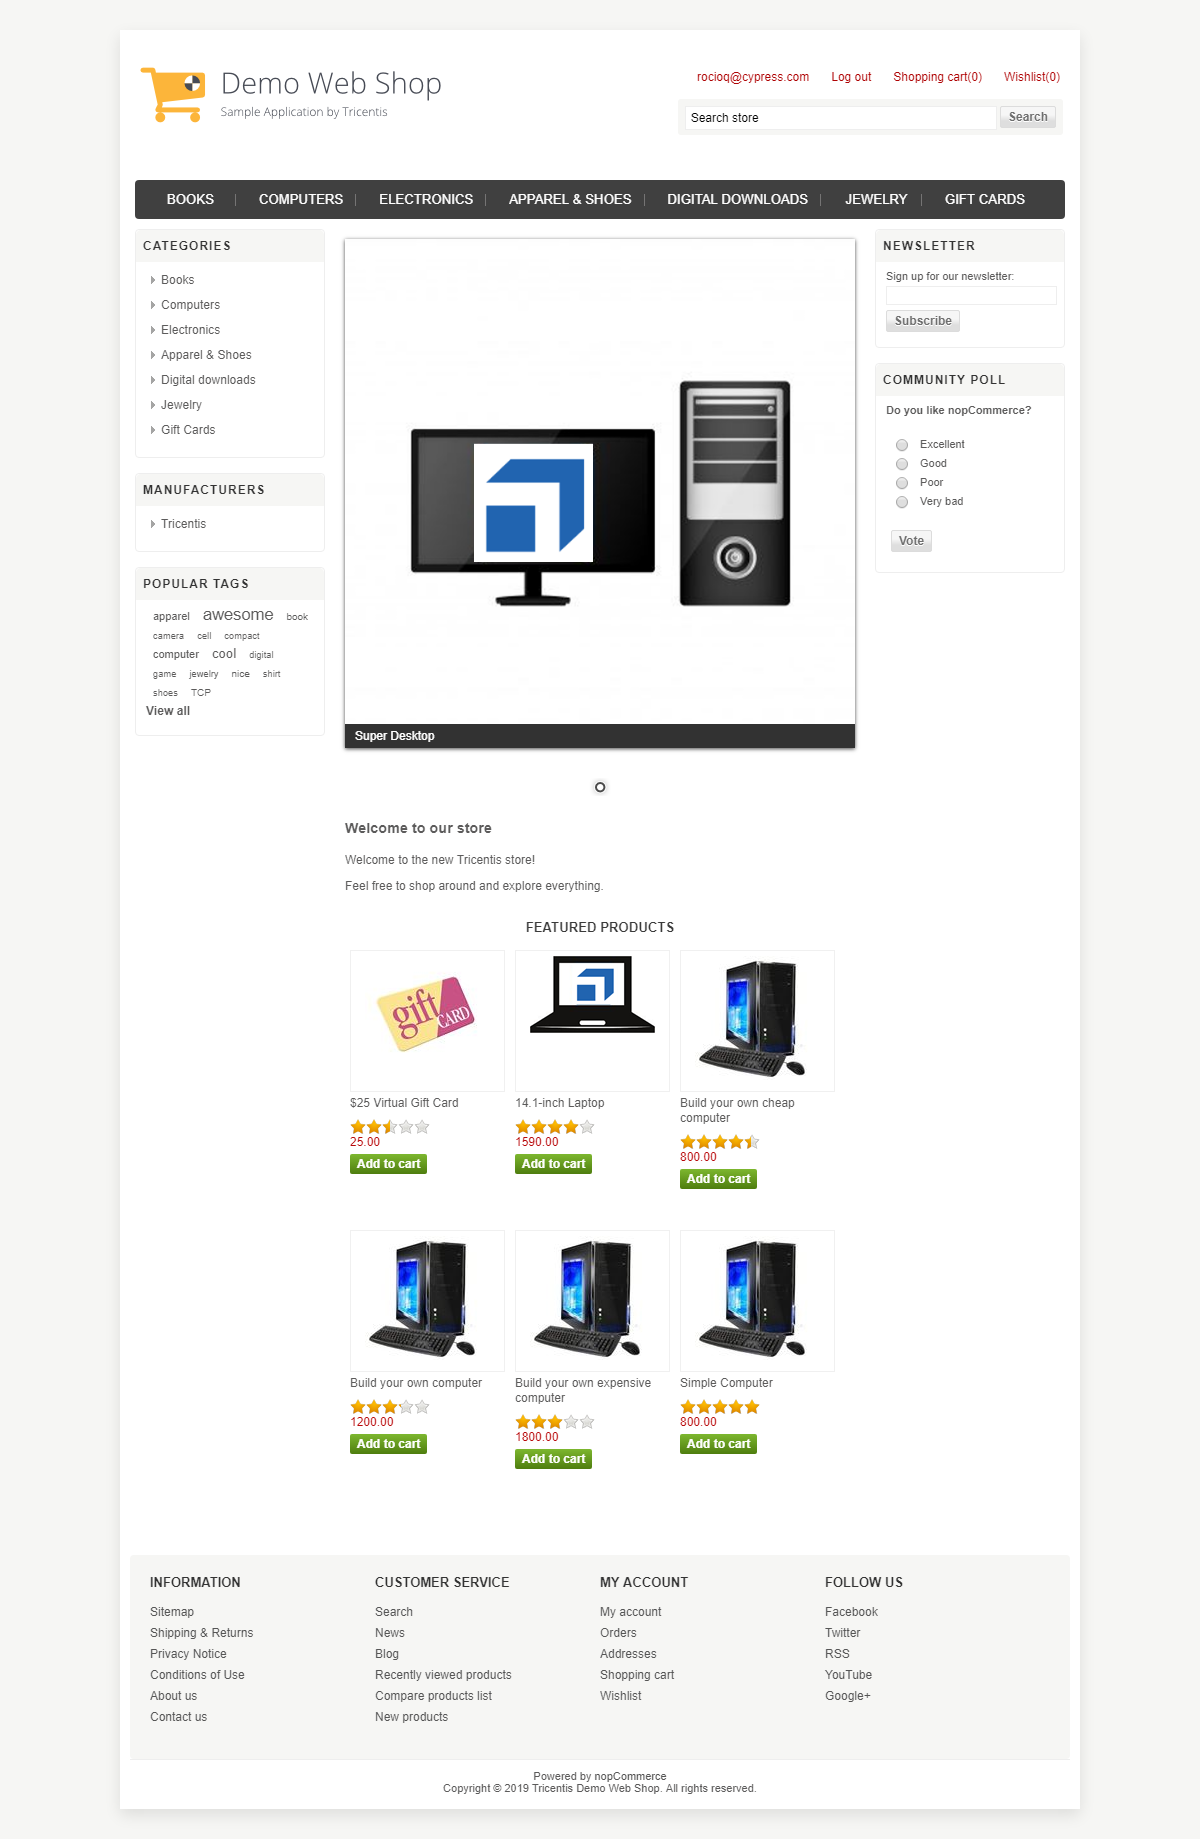 Demo Web Shop
Sample Application by Tricentis
rocioq@cypress.com Log out Shopping cart(0) Wishlist(0)
Search store Search
BOOKS COMPUTERS ELECTRONICS APPAREL & SHOES DIGITAL DOWNLOADS JEWELRY GIFT CARDS
CATEGORIES
Books
Computers
Electronics
Apparel & Shoes
Digital downloads
Jewelry
Gift Cards
MANUFACTURERS
Tricentis
POPULAR TAGS
apparel awesome book
camera cell compact
computer cool digital
game jewelry nice shirt
shoes TCP
View all
Super Desktop
Welcome to our store
Welcome to the new Tricentis store!
Feel free to shop around and explore everything.
FEATURED PRODUCTS
gift CARD
$25 Virtual Gift Card
25.00
Add to cart
14.1-inch Laptop
1590.00
Add to cart
Build your own cheap
computer
800.00
Add to cart
Build your own computer
1200.00
Add to cart
Build your own expensive
computer
1800.00
Add to cart
Simple Computer
800.00
Add to cart
NEWSLETTER
Sign up for our newsletter:
Subscribe
COMMUNITY POLL
Do you like nopCommerce?
Excellent
Good
Poor
Very bad
Vote
INFORMATION
Sitemap
Shipping & Returns
Privacy Notice
Conditions of Use
About us
Contact us
CUSTOMER SERVICE
Search
News
Blog
Recently viewed products
Compare products list
New products
MY ACCOUNT
My account
Orders
Addresses
Shopping cart
Wishlist
FOLLOW US
Facebook
Twitter
RSS
YouTube
Google+
Powered by nopCommerce
Copyright © 2019 Tricentis Demo Web Shop. All rights reserved.